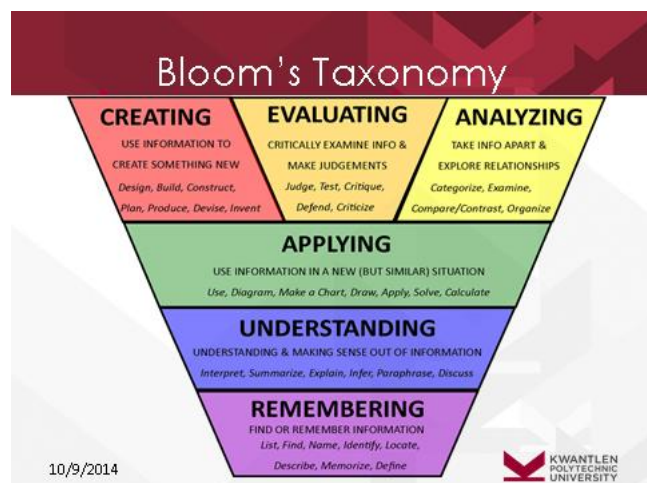 Bloom's Taxonomy
CREATING
USE INFORMATION TO
CREATE SOMETHING NEW
Design, Build, Construct,
Plan, Produce, Devise, Invent
EVALUATING
CRITICALLY EXAMINE INFO &
MAKE JUDGEMENTS
Judge, Test, Critique,
Defend, Criticize
ANALYZING
TAKE INFO APART &
EXPLORE RELATIONSHIPS
Categorize, Examine,
Compare/Contrast, Organize
APPLYING
USE INFORMATION IN A NEW (BUT SIMILAR) SITUATION
Use, Diagram, Make a Chart, Draw, Apply, Solve, Calculate
UNDERSTANDING
UNDERSTANDING & MAKING SENSE OUT OF INFORMATION
Interpret, Summarize, Explain, Infer, Paraphrase, Discuss
REMEMBERING
FIND OR REMEMBER INFORMATION
List, Find, Name, Identify, Locate,
Describe, Memorize, Define
10/9/2014
KWANTLEN
POLYTECHNIC
UNIVERSITY